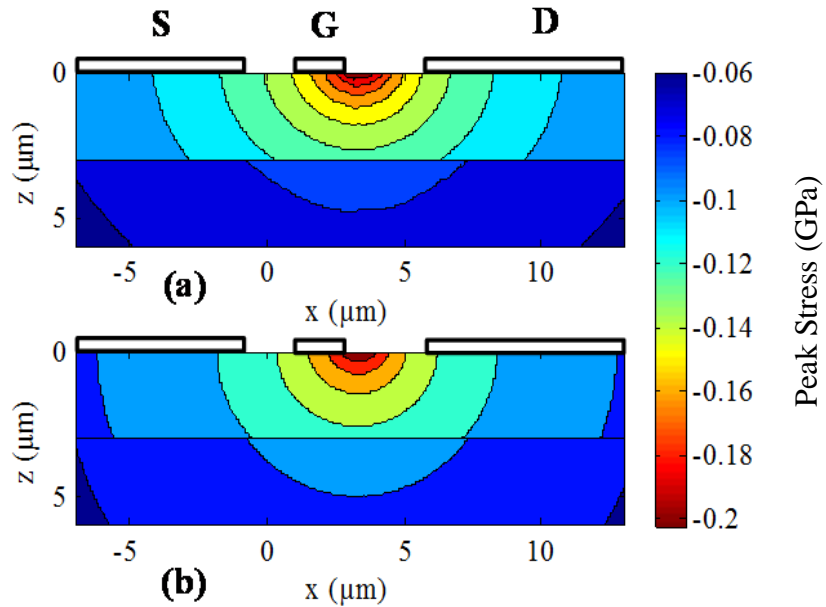 S G D
0
5
z (µm)
-5 0 5 10
(a)
x (µm)
0
5
z (µm)
-5 0 5 10
(b)
x (µm)
-0.06
-0.08
-0.1
-0.12
-0.14
-0.16
-0.18
-0.2
Peak Stress (GPa)